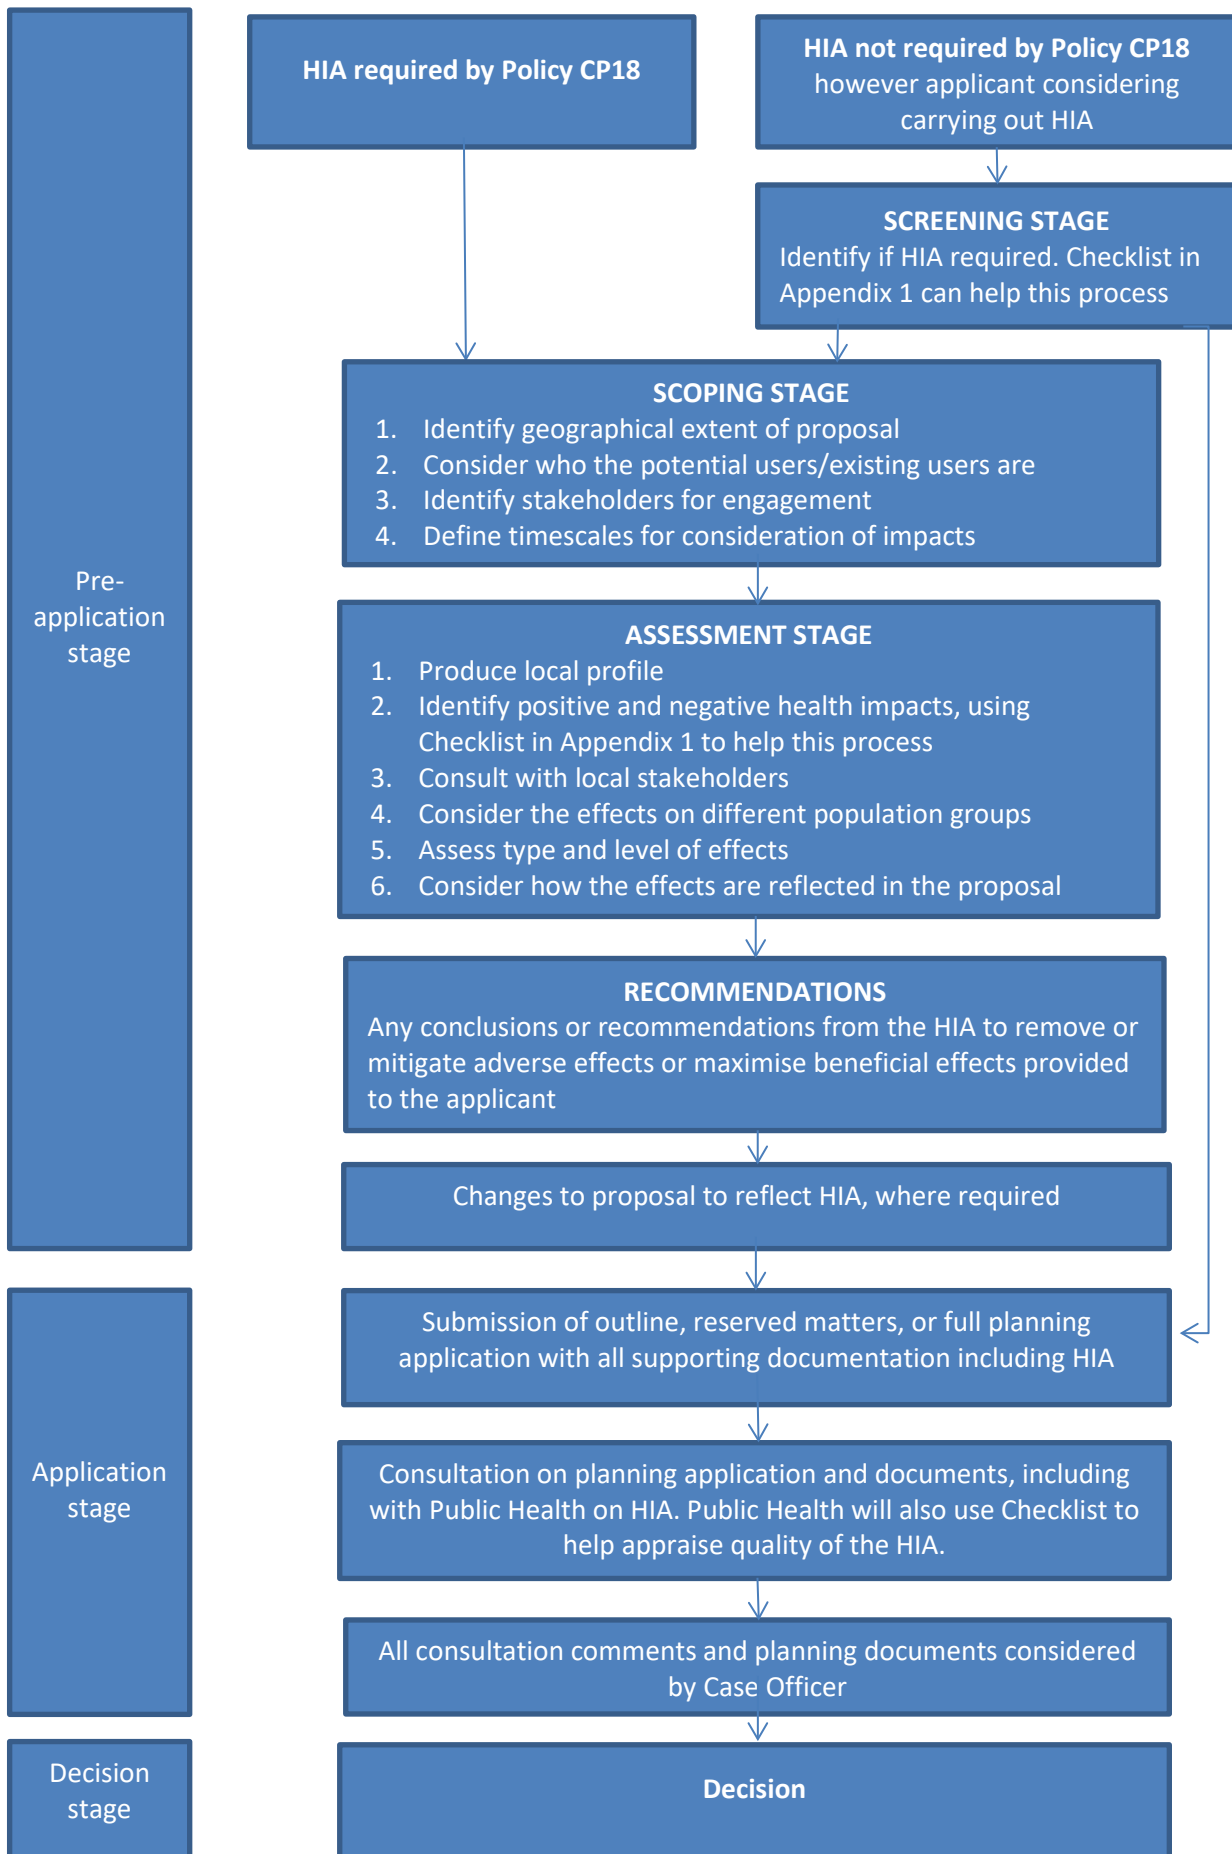 HIA required by Policy CP18
HIA not required by Policy CP18
however applicant considering
carrying out HIA
SCREENING STAGE
Identify if HIA required. Checklist in
Appendix 1 can help this process
Pre-
application
stage
SCOPING STAGE
1. Identify geographical extent of proposal
2. Consider who the potential users/existing users are
3. Identify stakeholders for engagement
4. Define timescales for consideration of impacts
ASSESSMENT STAGE
1. Produce local profile
2. Identify positive and negative health impacts, using
Checklist in Appendix 1 to help this process
3. Consult with local stakeholders
4. Consider the effects on different population groups
5. Assess type and level of effects
6. Consider how the effects are reflected in the proposal
RECOMMENDATIONS
Any conclusions or recommendations from the HIA to remove or
mitigate adverse effects or maximise beneficial effects provided
to the applicant
Changes to proposal to reflect HIA, where required
Application
stage
Submission of outline, reserved matters, or full planning
application with all supporting documentation including HIA
Consultation on planning application and documents, including
with Public Health on HIA. Public Health will also use Checklist to
help appraise quality of the HIA.
All consultation comments and planning documents considered
by Case Officer
Decision
stage
Decision